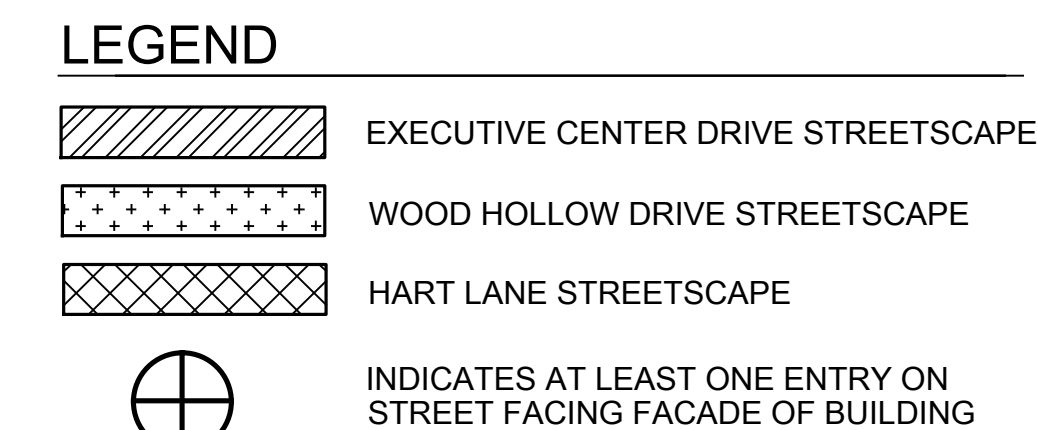 LEGEND
EXECUTIVE CENTER DRIVE STREETSCAPE
WOOD HOLLOW DRIVE STREETSCAPE
HART LANE STREETSCAPE
INDICATES AT LEAST ONE ENTRY ON
STREET FACING FACADE OF BUILDING